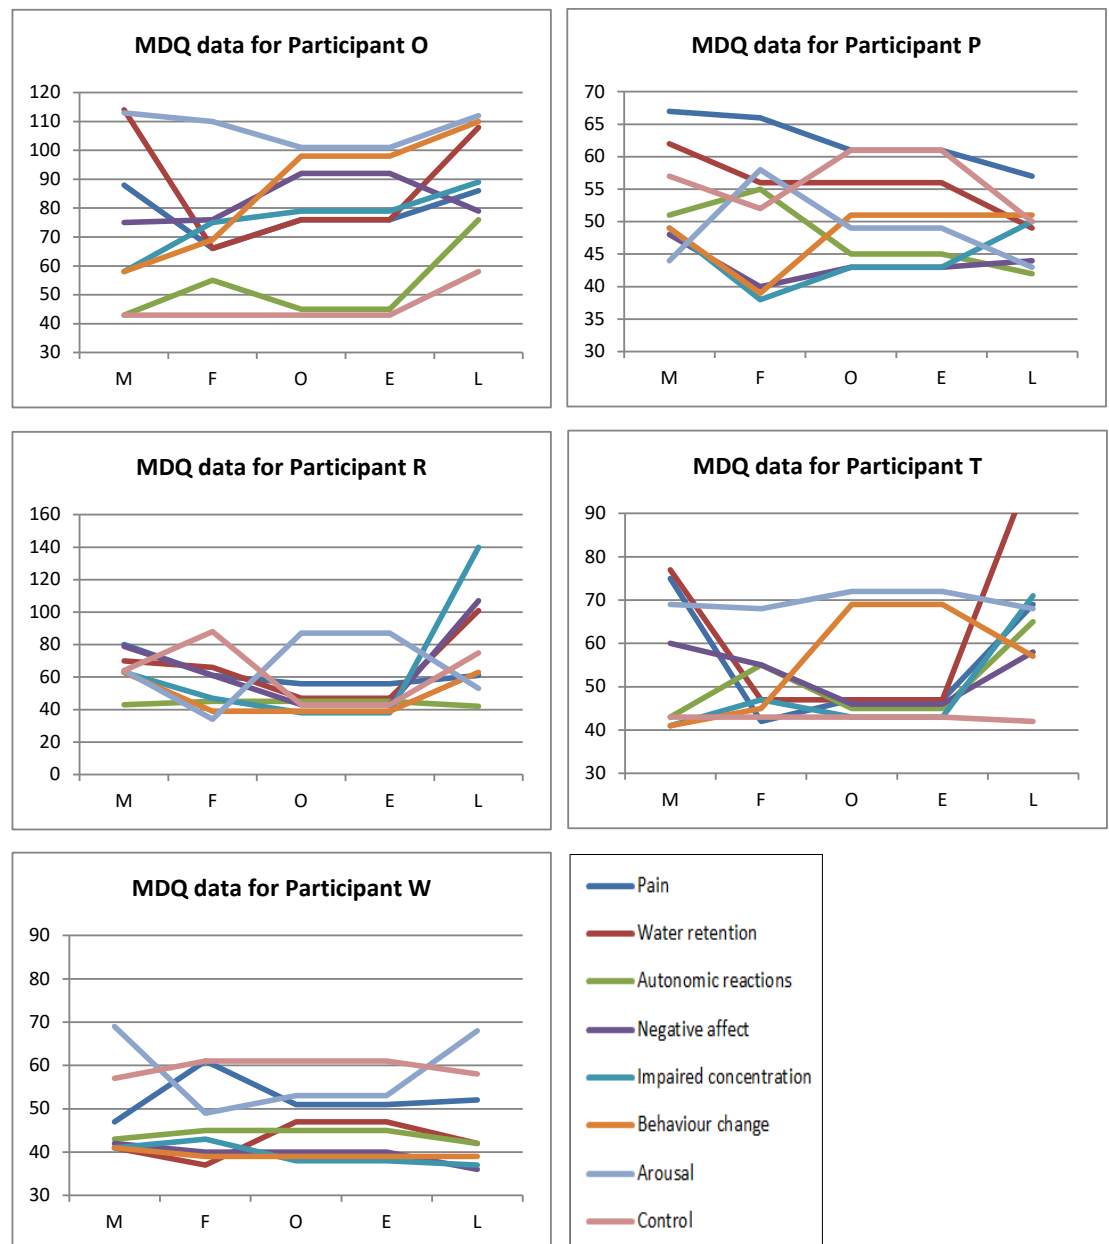 MDQ data for Participant O
120
110
100
90
80
70
60
50
40
30
M F O E L
MDQ data for Participant P
70
65
60
55
50
45
40
35
30
M F O E L
MDQ data for Participant R
160
140
120
100
80
60
40
20
0
M F O E L
MDQ data for Participant T
90
80
70
60
50
40
30
M F O E L
MDQ data for Participant W
90
80
70
60
50
40
30
M F O E L
Pain
Water retention
Autonomic reactions
Negative affect
Impaired concentration
Behaviour change
Arousal
Control